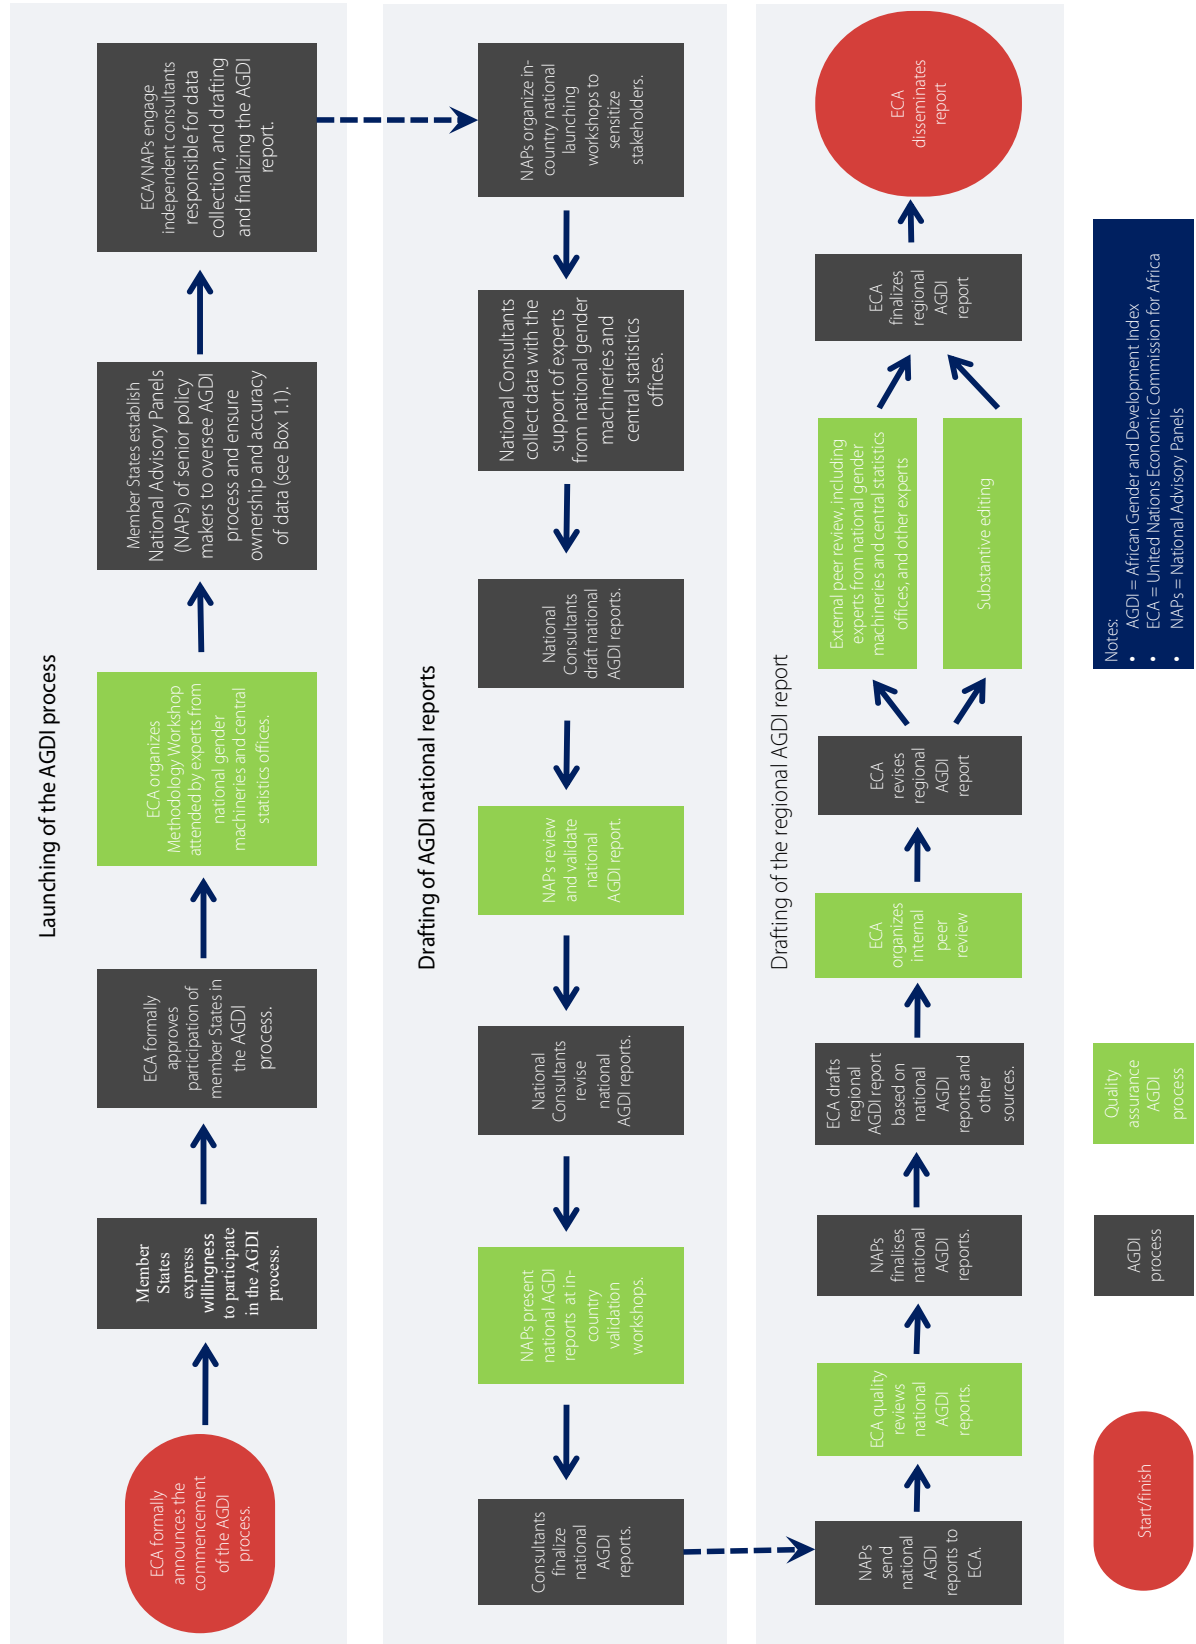 Launching of the AGDI process
ECA formally
announces the
commencement
of the AGDI
process.
Member
States
express
willingness
to participate
in the AGDI
process.
ECA formally
approves
participation of
member States in
the AGDI
process.
ECA organizes
Methodology Workshop
attended by experts from
national gender
machineries and central
statistics offices.
Member States establish
National Advisory Panels
(NAPs) of senior policy
makers to oversee AGDI
process and ensure
ownership and accuracy
of data (see Box 1.1).
ECA/NAPs engage
independent consultants
responsible for data
collection, and drafting
and finalizing the AGDI
report.
Drafting of AGDI national reports
NAPs organize in-
country national
launching
workshops to
sensitize
stakeholders.
National Consultants
collect data with the
support of experts
from national gender
machineries and
central statistics
offices.
National
Consultants
draft national
AGDI reports.
NAPs review
and validate
national
AGDI report.
National
Consultants
revise
national
AGDI reports.
NAPs present
national AGDI
reports at in-
country
validation
workshops.
Consultants
finalize
national
AGDI
reports.
Drafting of the regional AGDI report
NAPs
send
national
AGDI
reports to
ECA.
ECA quality
reviews
national
AGDI
reports.
NAPs
finalises
national
AGDI
reports.
ECA drafts
regional
AGDI report
based on
national
AGDI
reports and
other
sources.
ECA
organizes
internal
peer
review
ECA
revises
regional
AGDI
report
External peer review, including
experts from national gender
machineries and central statistics
offices, and other experts
Substantive editing
ECA
finalizes
regional
AGDI
report
ECA
disseminates
report
Start/finish
AGDI
process
Quality
assurance
AGDI
process
Notes:
• AGDI = African Gender and Development Index
• ECA = United Nations Economic Commission for Africa
• NAPs = National Advisory Panels